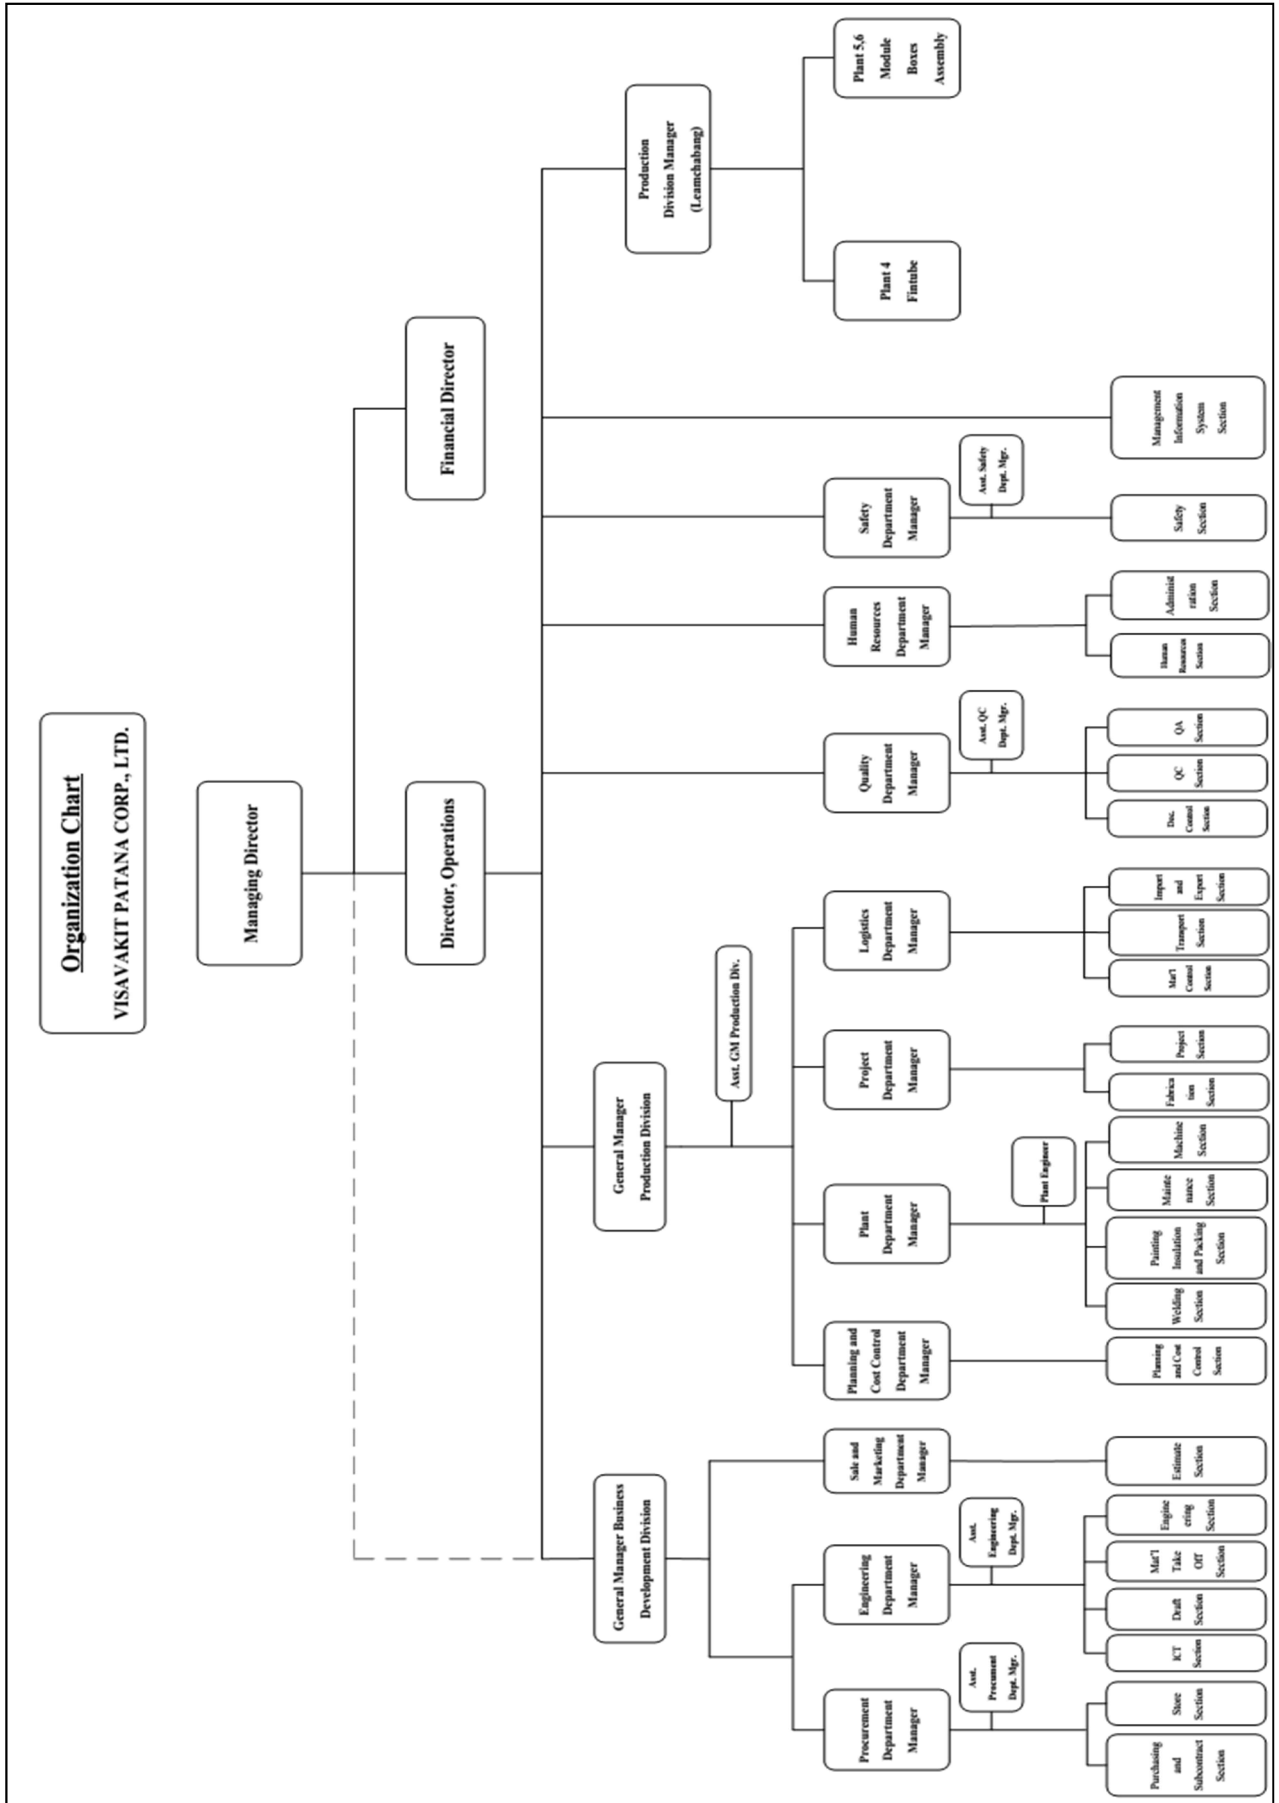 Organization Chart
VISAVAKIT PATANA CORP., LTD.
Managing Director
Director, Operations
Financial Director
General Manager Business
Development Division
General Manager
Production Division
Production
Division Manager
(Leamchabang)
Asst. GM Production Div.
Procurement
Department
Manager
Engineering
Department
Manager
Sale and
Marketing
Department
Manager
Planning and
Cost Control
Department
Manager
Plant
Department
Manager
Project
Department
Manager
Logistics
Department
Manager
Quality
Department
Manager
Human
Resources
Department
Manager
Safety
Department
Manager
Plant 4
Fintube
Plant 5,6
Module
Boxes
Assembly
Asst.
Procument
Dept. Mgr.
Asst.
Engineering
Dept. Mgr.
Plant Engineer
Asst. QC
Dept. Mgr.
Asst. Safety
Dept. Mgr.
Purchasing
and
Subcontract
Section
Store
Section
ICT
Section
Draft
Section
Mat'l
Take
Off
Section
Engine
ering
Section
Estimate
Section
Planning
and Cost
Control
Section
Welding
Section
Painting
Insulation
and Packing
Section
Mainte
nance
Section
Machine
Section
Fabrica
tion
Section
Project
Section
Mat'l
Control
Section
Transport
Section
Import
and
Export
Section
Doc.
Control
Section
QC
Section
QA
Section
Human
Resources
Section
Administ
ration
Section
Safety
Section
Management
Information
System
Section